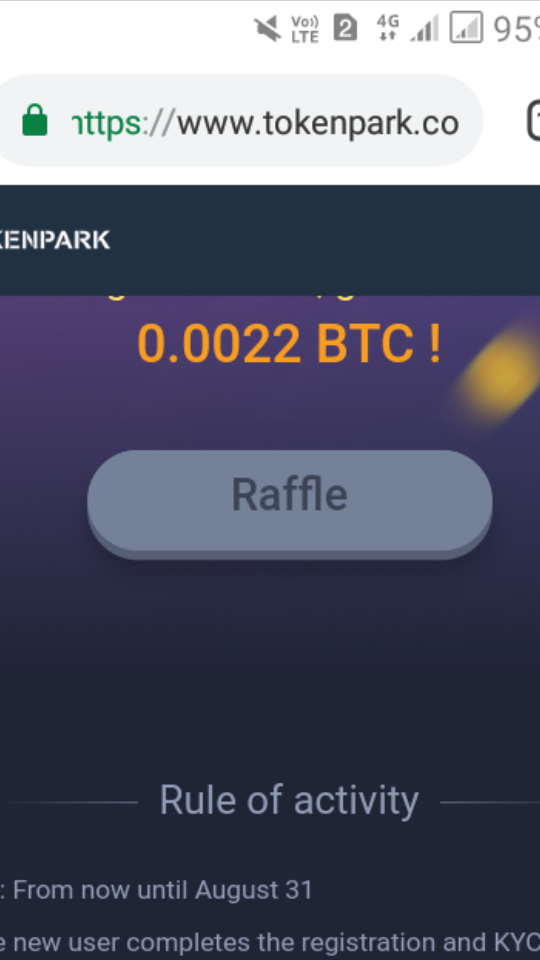 Vo)) LTE 2 4G 95%
https://www.tokenpark.co
KENPARK
0.0022 BTC !
Raffle
Rule of activity
: From now until August 31
e new user completes the registration and KYC